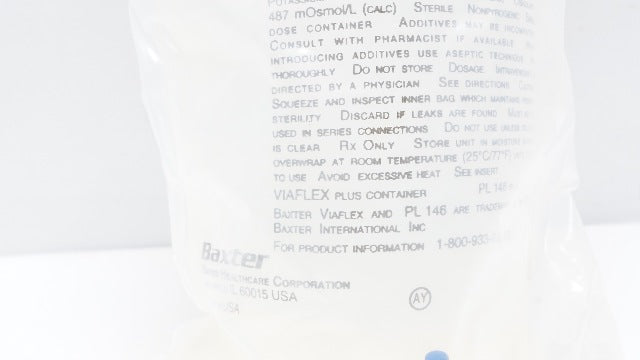 487 mOsmol/L (CALC) STERILE NONPYROGENIC
DOSE CONTAINER ADDITIVES MAY BE
CONSULT WITH PHARMACIST IF AVAILABLE
INTRODUCING ADDITIVES USE ASEPTIC TECHNIQUE
THOROUGHLY DO NOT STORE DOSAGE
DIRECTED BY A PHYSICIAN SEE DIRECTIONS
SQUEEZE AND INSPECT INNER BAG WHICH MAINTAINS
STERILITY DISCARD IF LEAKS ARE FOUND MUST
USED IN SERIES CONNECTIONS DO NOT USE UNLESS
IS CLEAR RX ONLY STORE UNIT IN MOISTURE
OVERWRAP AT ROOM TEMPERATURE (25°C/77°F)
TO USE AVOID EXCESSIVE HEAT SEE INSERT
VIAFLEX PLUS CONTAINER PL 146
BAXTER VIAFLEX AND PL 146 ARE
BAXTER INTERNATIONAL INC
FOR PRODUCT INFORMATION 1-800-933-
Baxter
HEALTHCARE CORPORATION
IL 60015 USA
USA
AY